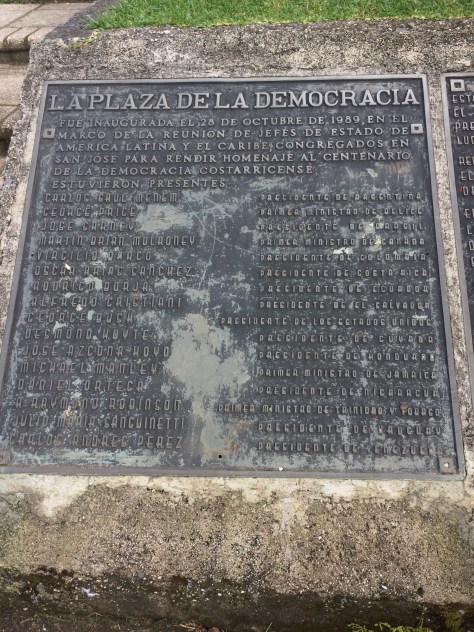 LA PLAZA DE LA DEMOCRACIA
FUE INAUGURADA EL 28 DE OCTUBRE DE 1989, EN EL
MARCO DE LA REUNION DE JEFES DE ESTADO DE
AMERICA LATINA Y EL CARIBE, CONGREGADOS EN
SAN JOSE PARA RENDIR HOMENAJE AL CENTENARIO
DE LA DEMOCRACIA COSTARRICENSE
ESTUVIERON PRESENTES
CARLOS SAUL MENEM PRESIDENTE DE ARGENTINA
GEORGE PRICE PRIMER MINISTRO DE BELICE
JOSE SARNEY PRESIDENTE DE BRASIL
MARTIN BRIAN MULRONEY PRIMER MINISTRO DE CANADA
VIRGILIO BARCO PRESIDENTE DE COLOMBIA
OSCAR ARIAS SANCHEZ PRESIDENTE DE COSTA RICA
RODRIGO BORJA PRESIDENTE DE ECUADOR
ALFREDO CRISTIANI PRESIDENTE DE EL SALVADOR
GEORGE BUSH PRESIDENTE DE LOS ESTADOS UNIDOS
DESMOND HOYTE PRESIDENTE DE GUYANA
JOSE AZCONA HOYO PRESIDENTE DE HONDURAS
MICHAEL MANLEY PRIMER MINISTRO DE JAMAICA
DANIEL ORTEGA PRESIDENTE DE NICARAGUA
A. RAYMOND ROBINSON PRIMER MINISTRO DE TRINIDAD Y TOBAGO
JULIO MARIA SANGUINETTI PRESIDENTE DE URUGUAY
CARLOS ANDRES PEREZ PRESIDENTE DE VENEZUELA